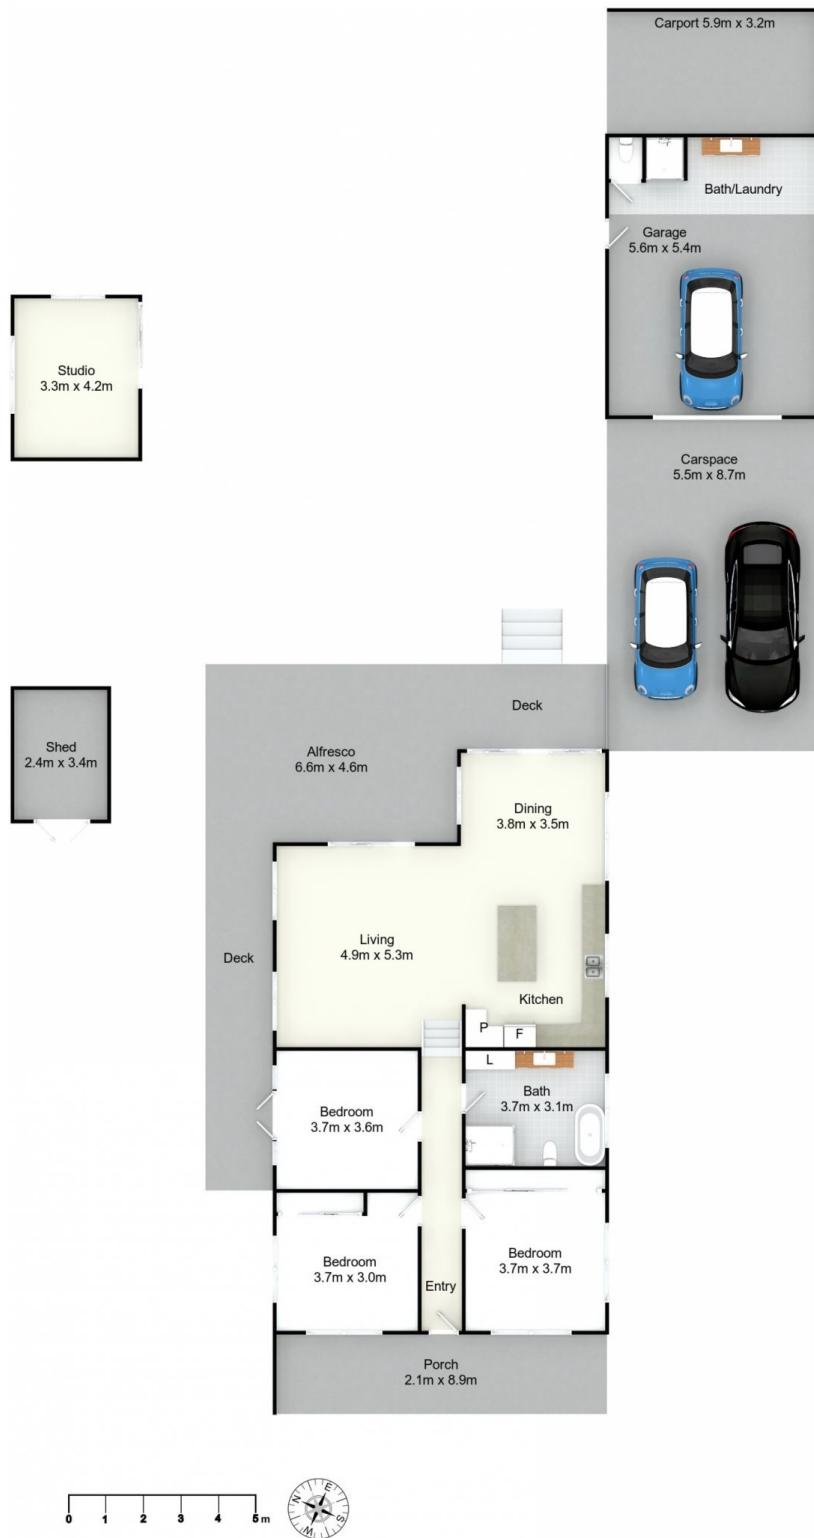 Carport 5.9m x 3.2m
Bath/Laundry
Garage
5.6m x 5.4m
Studio
3.3m x 4.2m
Carspace
5.5m x 8.7m
Deck
Shed
2.4m x 3.4m
Alfresco
6.6m x 4.6m
Dining
3.8m x 3.5m
Living
4.9m x 5.3m
Deck
Kitchen
P
F
L
Bath
3.7m x 3.1m
Bedroom
3.7m x 3.6m
Bedroom
3.7m x 3.0m
Bedroom
3.7m x 3.7m
Entry
Porch
2.1m x 8.9m
0 1 2 3 4 5 m
N
E
S
W